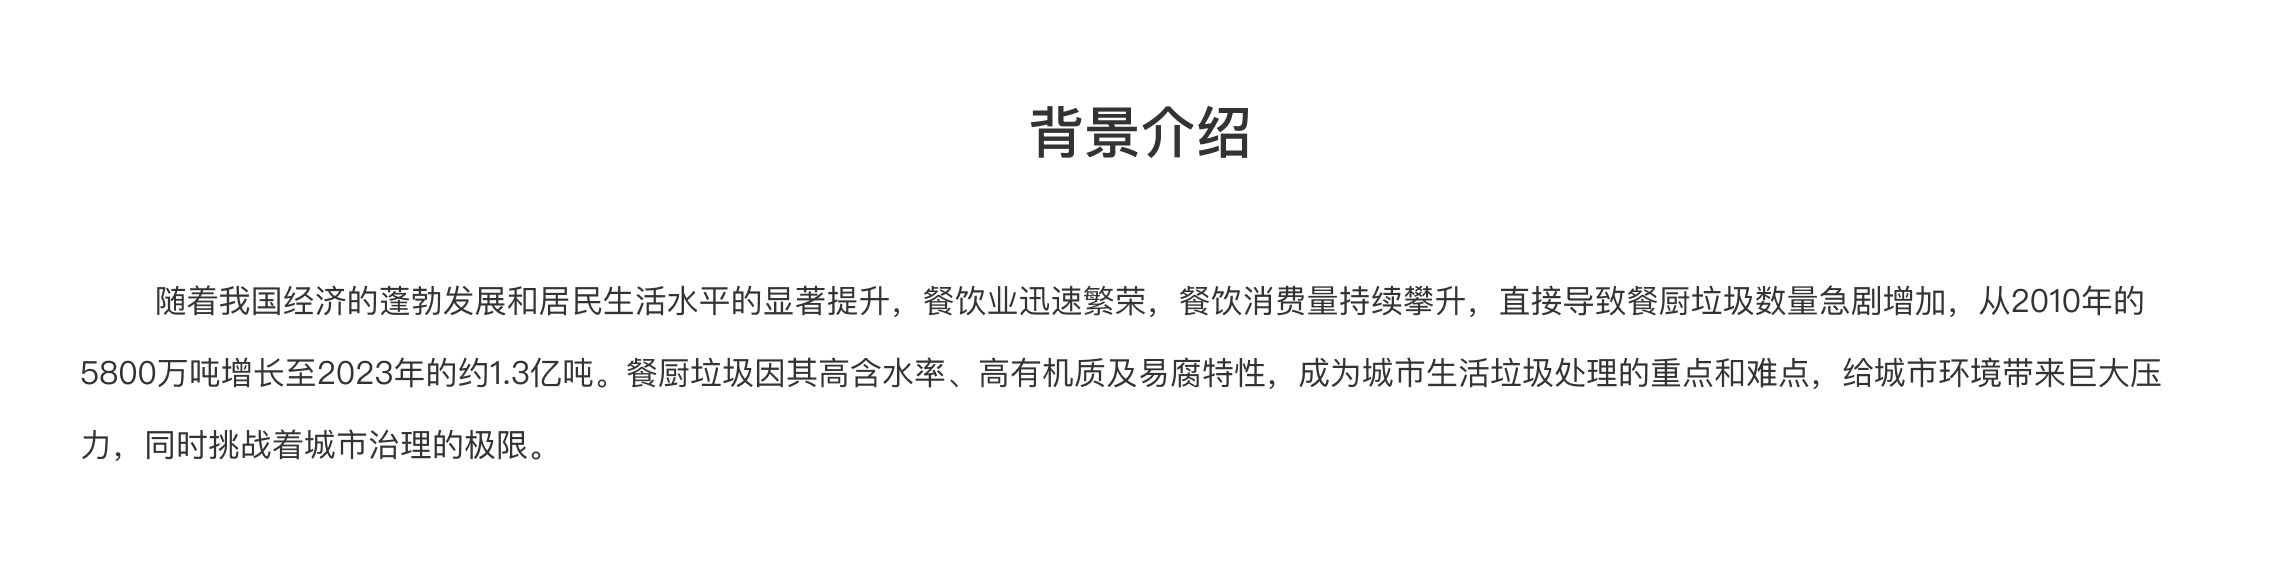 背景介绍
随着我国经济的蓬勃发展和居民生活水平的显著提升，餐饮业迅速繁荣，餐饮消费量持续攀升，直接导致餐厨垃圾数量急剧增加，从2010年的
5800万吨增长至2023年的约1.3亿吨。餐厨垃圾因其高含水率、高有机质及易腐特性，成为城市生活垃圾处理的重点和难点，给城市环境带来巨大压
力，同时挑战着城市治理的极限。